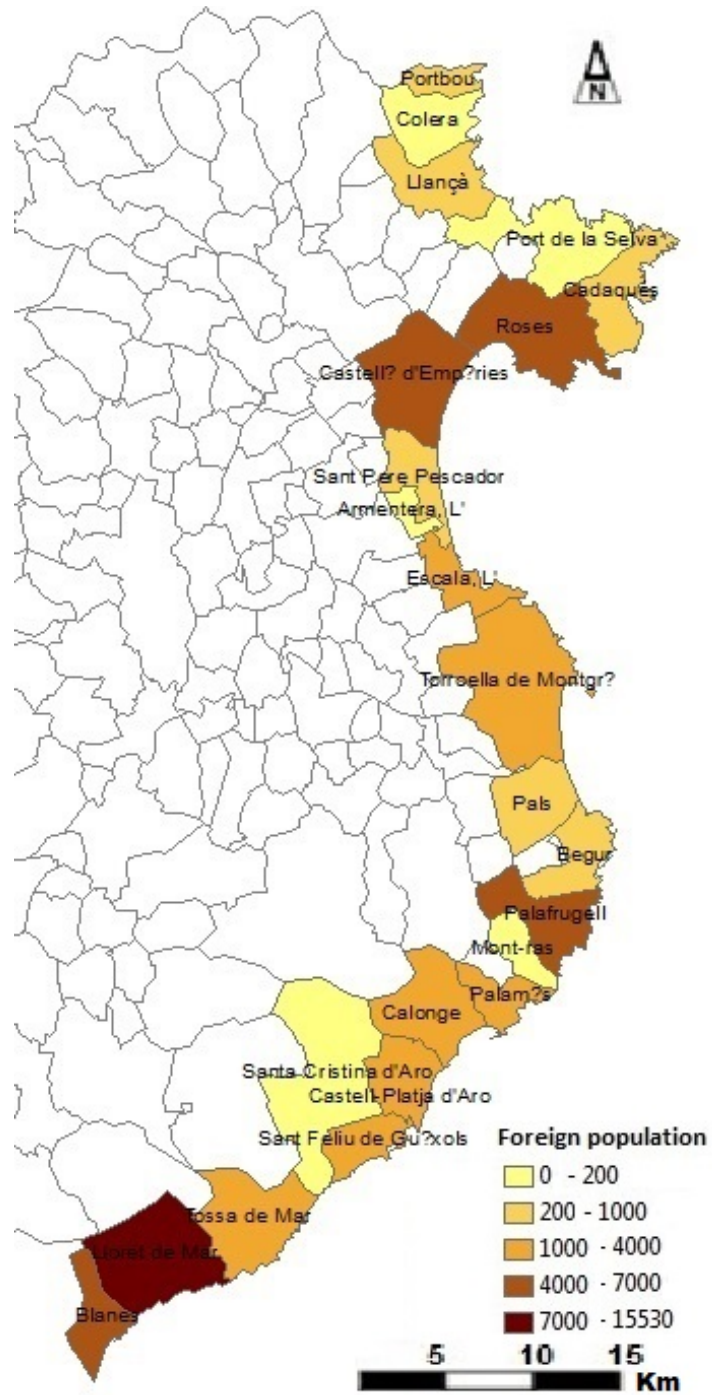 Portbou
N
Colera
Llançà
Port de la Selva
Cadaqués
Roses
Castell? d'Emp?ries
Sant Pere Pescador
Armentera, L'
Escala, L'
Torroella de Montgr?
Pals
Begur
Palafrugell
Mont-ras
Palam?s
Calonge
Santa Cristina d'Aro
Castell-Platja d'Aro
Sant Feliu de Gu?xols
Foreign population
0 - 200
200 - 1000
1000 - 4000
4000 - 7000
7000 - 15530
Tossa de Mar
Lloret de Mar
Blanes
5 10 15
Km